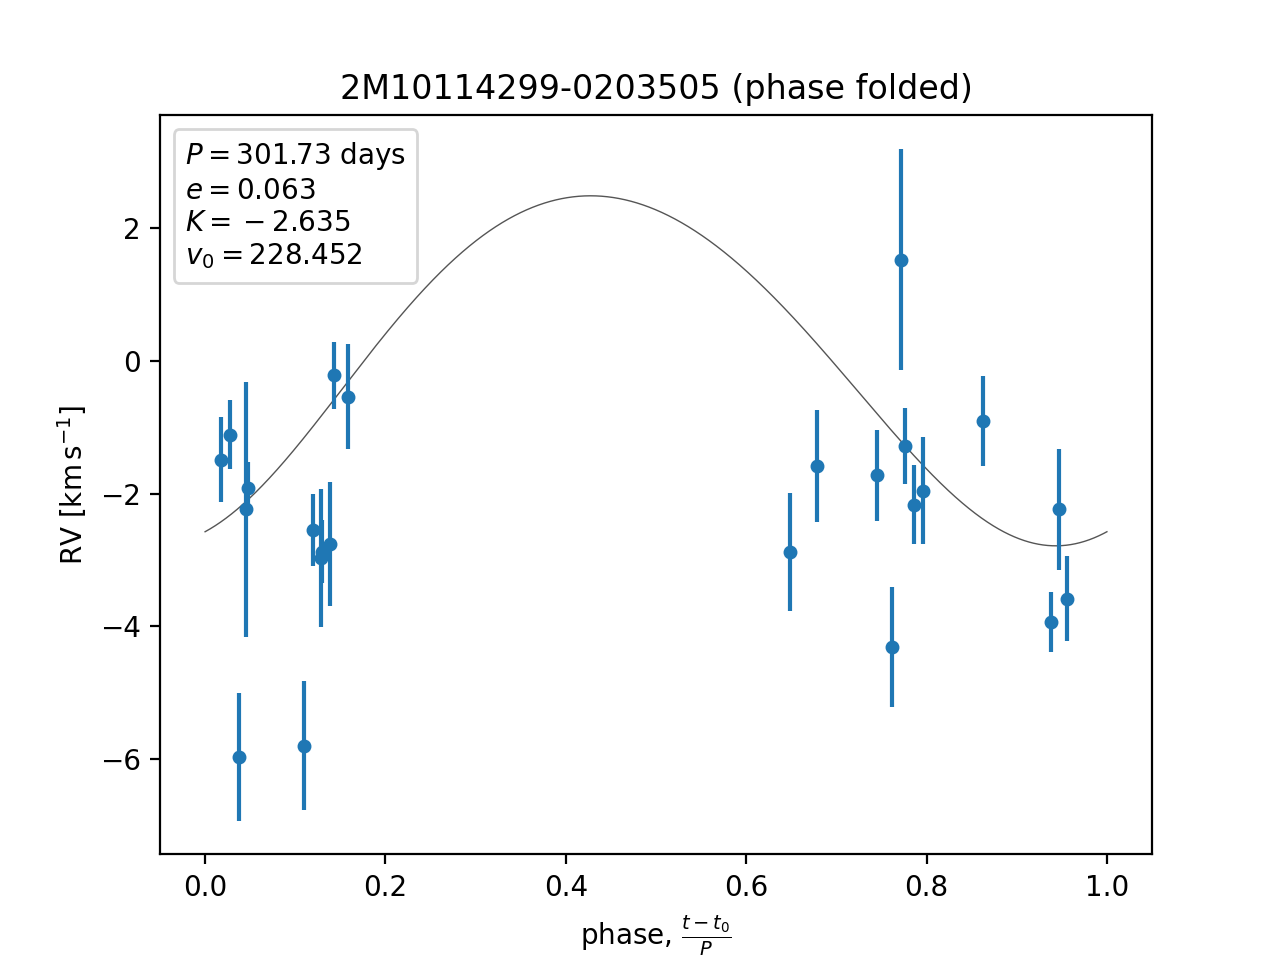 2M10114299-0203505 (phase folded)
P = 301.73 days
e = 0.063
K = −2.635
v₀ = 228.452
2
0
−2
−4
−6
RV [km s⁻¹]
0.0 0.2 0.4 0.6 0.8 1.0
phase, (t − t₀)/P